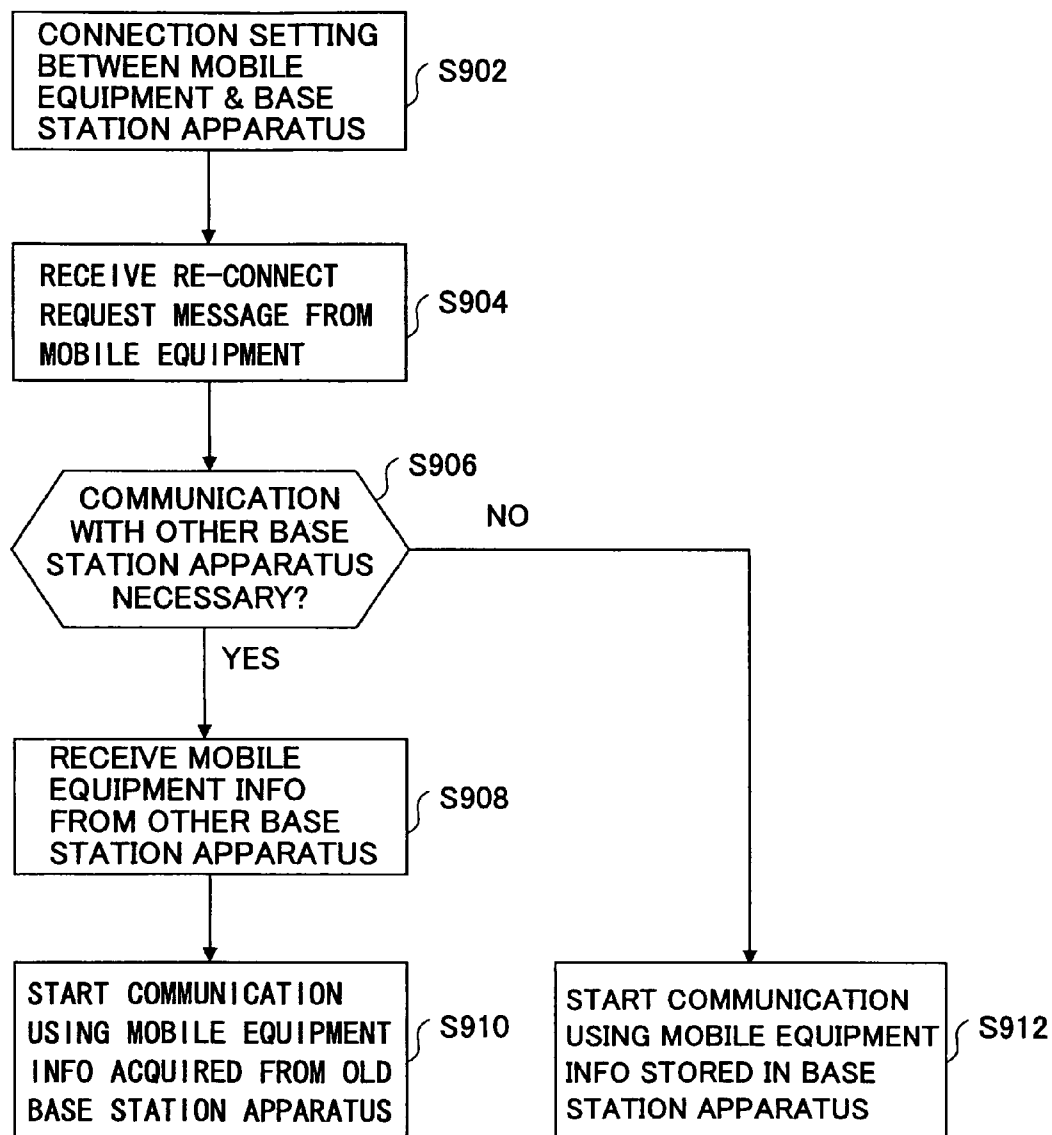 CONNECTION SETTING
BETWEEN MOBILE
EQUIPMENT & BASE
STATION APPARATUS
S902
RECEIVE RE-CONNECT
REQUEST MESSAGE FROM
MOBILE EQUIPMENT
S904
COMMUNICATION
WITH OTHER BASE
STATION APPARATUS
NECESSARY?
S906
NO
YES
RECEIVE MOBILE
EQUIPMENT INFO
FROM OTHER BASE
STATION APPARATUS
S908
START COMMUNICATION
USING MOBILE EQUIPMENT
INFO ACQUIRED FROM OLD
BASE STATION APPARATUS
S910
START COMMUNICATION
USING MOBILE EQUIPMENT
INFO STORED IN BASE
STATION APPARATUS
S912